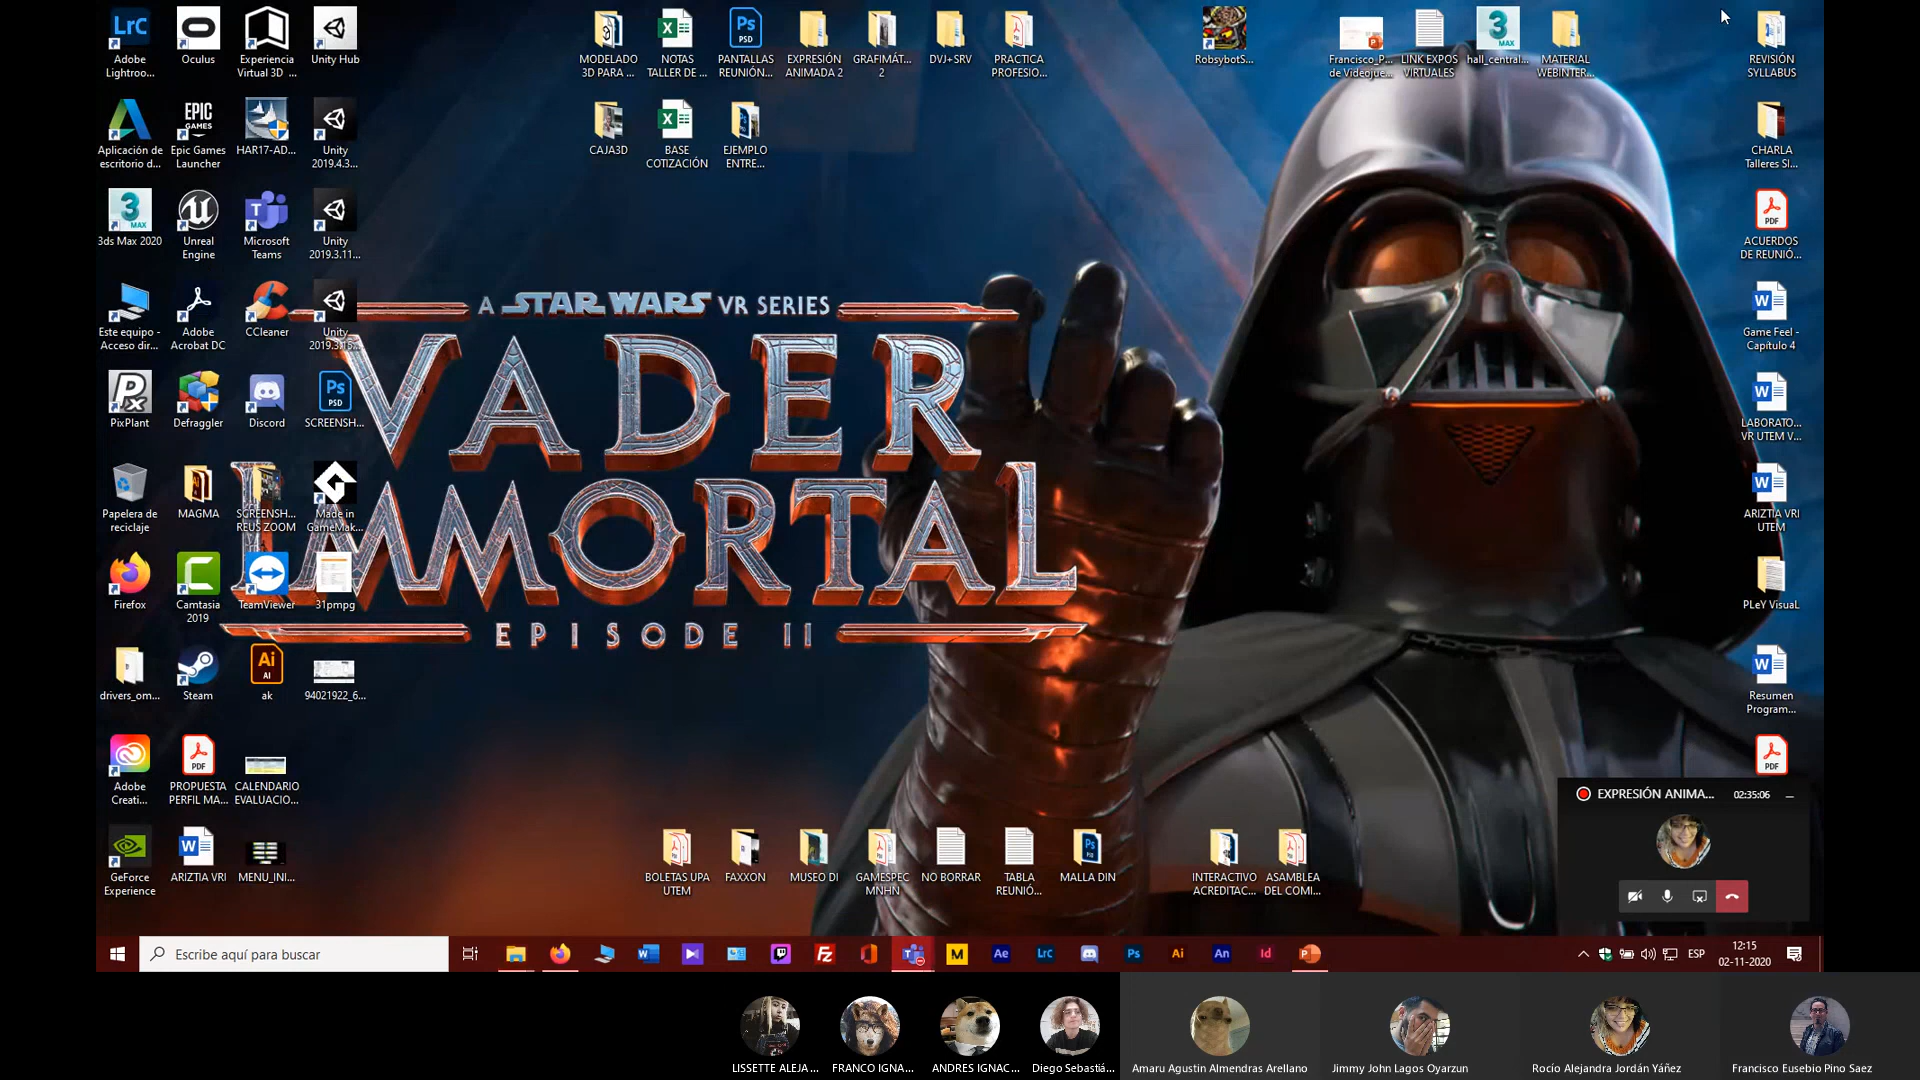 Adobe
Lightroo...
Oculus
Experiencia
Virtual 3D ...
Unity Hub
MODELADO
3D PARA ...
NOTAS
TALLER DE ...
PANTALLAS
REUNIÓN...
EXPRESIÓN
ANIMADA 2
GRAFIMÁT...
2
DVJ+SRV
PRACTICA
PROFESIO...
RobsybotS...
Francisco_P...
de Videojue...
LINK EXPOS
VIRTUALES
hall_central...
MATERIAL
WEBINTER...
REVISIÓN
SYLLABUS
Aplicación de
escritorio d...
Epic Games
Launcher
HAR17-AD...
Unity
2019.4.3...
CAJA3D
BASE
COTIZACIÓN
EJEMPLO
ENTRE...
CHARLA
Talleres SI...
3ds Max 2020
Unreal
Engine
Microsoft
Teams
Unity
2019.3.11...
ACUERDOS
DE REUNIÓ...
Este equipo -
Acceso dir...
Adobe
Acrobat DC
CCleaner
Unity
2019.3.15...
Game Feel -
Capítulo 4
A STAR WARS VR SERIES
VADER
IMMORTAL
EPISODE II
PixPlant
Defraggler
Discord
SCREENSH...
LABORATO...
VR UTEM V...
Papelera de
reciclaje
MAGMA
SCREENSH...
REUS ZOOM
Made in
GameMak...
ARIZTIA VRI
UTEM
Firefox
Camtasia
2019
TeamViewer
31pmpg
PLeY VisuaL
drivers_om...
Steam
ak
94021922_6...
Resumen
Program...
Adobe
Creati...
PROPUESTA
PERFIL MA...
CALENDARIO
EVALUACIO...
PDF
EXPRESIÓN ANIMA...
02:35:06
GeForce
Experience
ARIZTIA VRI
MENU_INI...
BOLETAS UPA
UTEM
FAXXON
MUSEO DI
GAMESPEC
MNHN
NO BORRAR
TABLA
REUNIÓ...
MALLA DIN
INTERACTIVO
ACREDITAC...
ASAMBLEA
DEL COMI...
Escribe aquí para buscar
ESP
12:15
02-11-2020
LISSETTE ALEJA...
FRANCO IGNA...
ANDRES IGNAC...
Diego Sebastiá...
Amaru Agustin Almendras Arellano
Jimmy John Lagos Oyarzun
Rocío Alejandra Jordán Yáñez
Francisco Eusebio Pino Saez